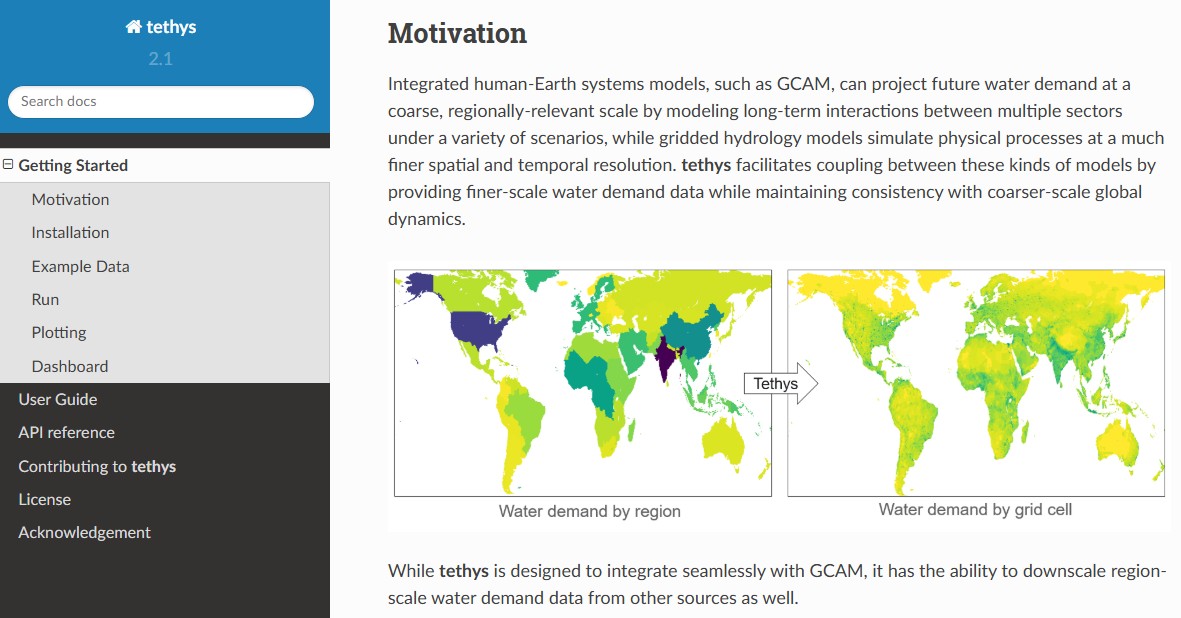 tethys
2.1
Search docs
Getting Started
Motivation
Installation
Example Data
Run
Plotting
Dashboard
User Guide
API reference
Contributing to tethys
License
Acknowledgement
Motivation
Integrated human-Earth systems models, such as GCAM, can project future water demand at a
coarse, regionally-relevant scale by modeling long-term interactions between multiple sectors
under a variety of scenarios, while gridded hydrology models simulate physical processes at a much
finer spatial and temporal resolution. tethys facilitates coupling between these kinds of models by
providing finer-scale water demand data while maintaining consistency with coarser-scale global
dynamics.
Tethys
Water demand by region
Water demand by grid cell
While tethys is designed to integrate seamlessly with GCAM, it has the ability to downscale region-
scale water demand data from other sources as well.